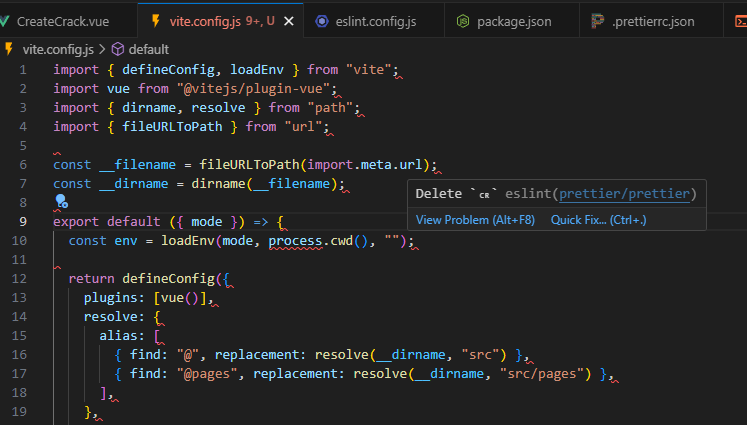 CreateCrack.vue vite.config.js 9+, U eslint.config.js package.json .prettierrc.json
vite.config.js > default
1 import { defineConfig, loadEnv } from "vite";
2 import vue from "@vitejs/plugin-vue";
3 import { dirname, resolve } from "path";
4 import { fileURLToPath } from "url";
5
6 const __filename = fileURLToPath(import.meta.url);
7 const __dirname = dirname(__filename);
Delete `CR` eslint(prettier/prettier)
8
View Problem (Alt+F8) Quick Fix... (Ctrl+.)
9 export default ({ mode }) => {
10 const env = loadEnv(mode, process.cwd(), "");
11
12 return defineConfig({
13 plugins: [vue()],
14 resolve: {
15 alias: [
16 { find: "@", replacement: resolve(__dirname, "src") },
17 { find: "@pages", replacement: resolve(__dirname, "src/pages") },
18 ],
19 },